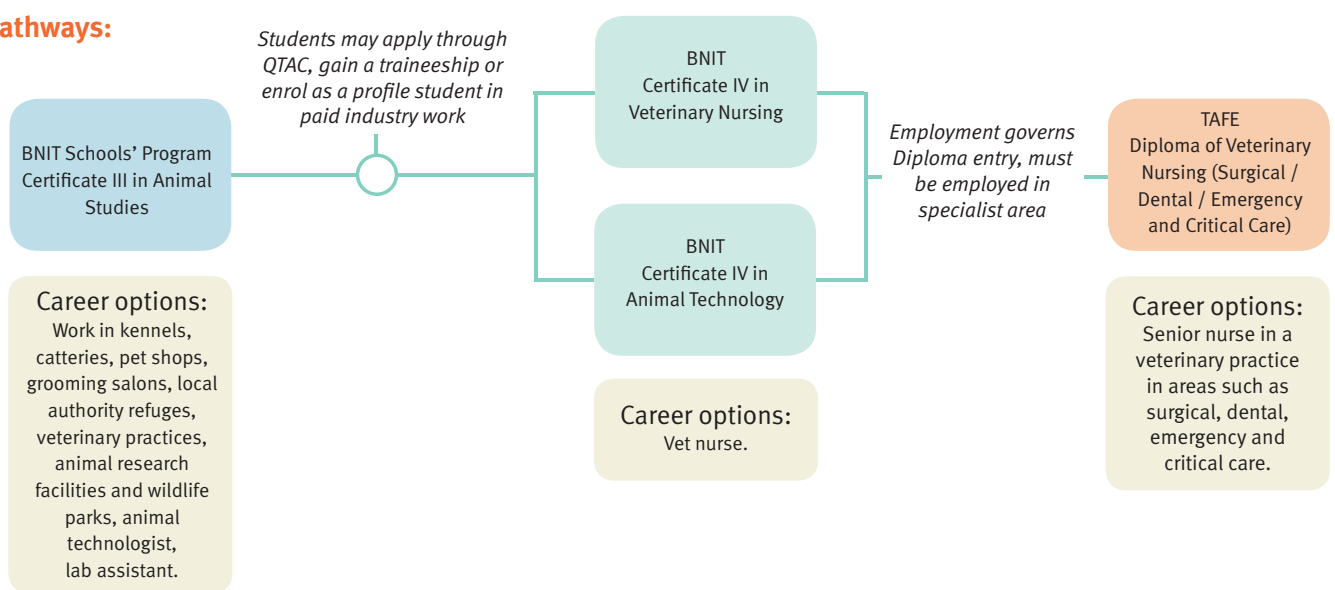 athways:
Students may apply through
QTAC, gain a traineeship or
enrol as a profile student in
paid industry work
BNIT Schools’ Program
Certificate III in Animal
Studies
BNIT
Certificate IV in
Veterinary Nursing
BNIT
Certificate IV in
Animal Technology
Employment governs
Diploma entry, must
be employed in
specialist area
TAFE
Diploma of Veterinary
Nursing (Surgical /
Dental / Emergency
and Critical Care)
Career options:
Work in kennels,
catteries, pet shops,
grooming salons, local
authority refuges,
veterinary practices,
animal research
facilities and wildlife
parks, animal
technologist,
lab assistant.
Career options:
Vet nurse.
Career options:
Senior nurse in a
veterinary practice
in areas such as
surgical, dental,
emergency and
critical care.